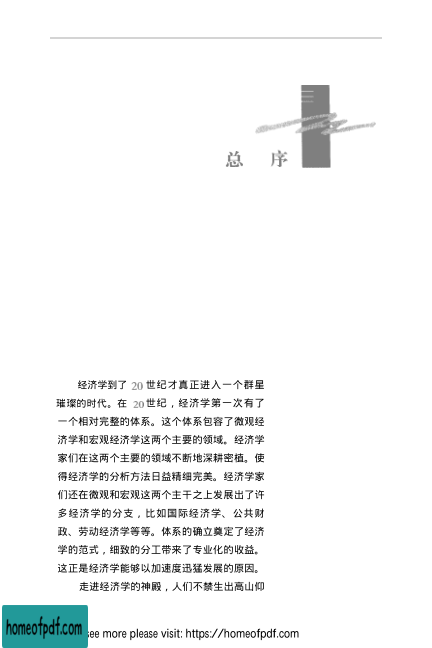 总 序
经济学到了 20 世纪才真正进入一个群星
璀璨的时代。在 20 世纪，经济学第一次有了
一个相对完整的体系。这个体系包容了微观经
济学和宏观经济学这两个主要的领域。经济学
家们在这两个主要的领域不断地深耕密植。使
得经济学的分析方法日益精细完美。经济学家
们还在微观和宏观这两个主干之上发展出了许
多经济学的分支，比如国际经济学、公共财
政、劳动经济学等等。体系的确立奠定了经济
学的范式，细致的分工带来了专业化的收益。
这正是经济学能够以加速度迅猛发展的原因。
走进经济学的神殿，人们不禁生出高山仰
homeofpdf.com
see more please visit: https://homeofpdf.com